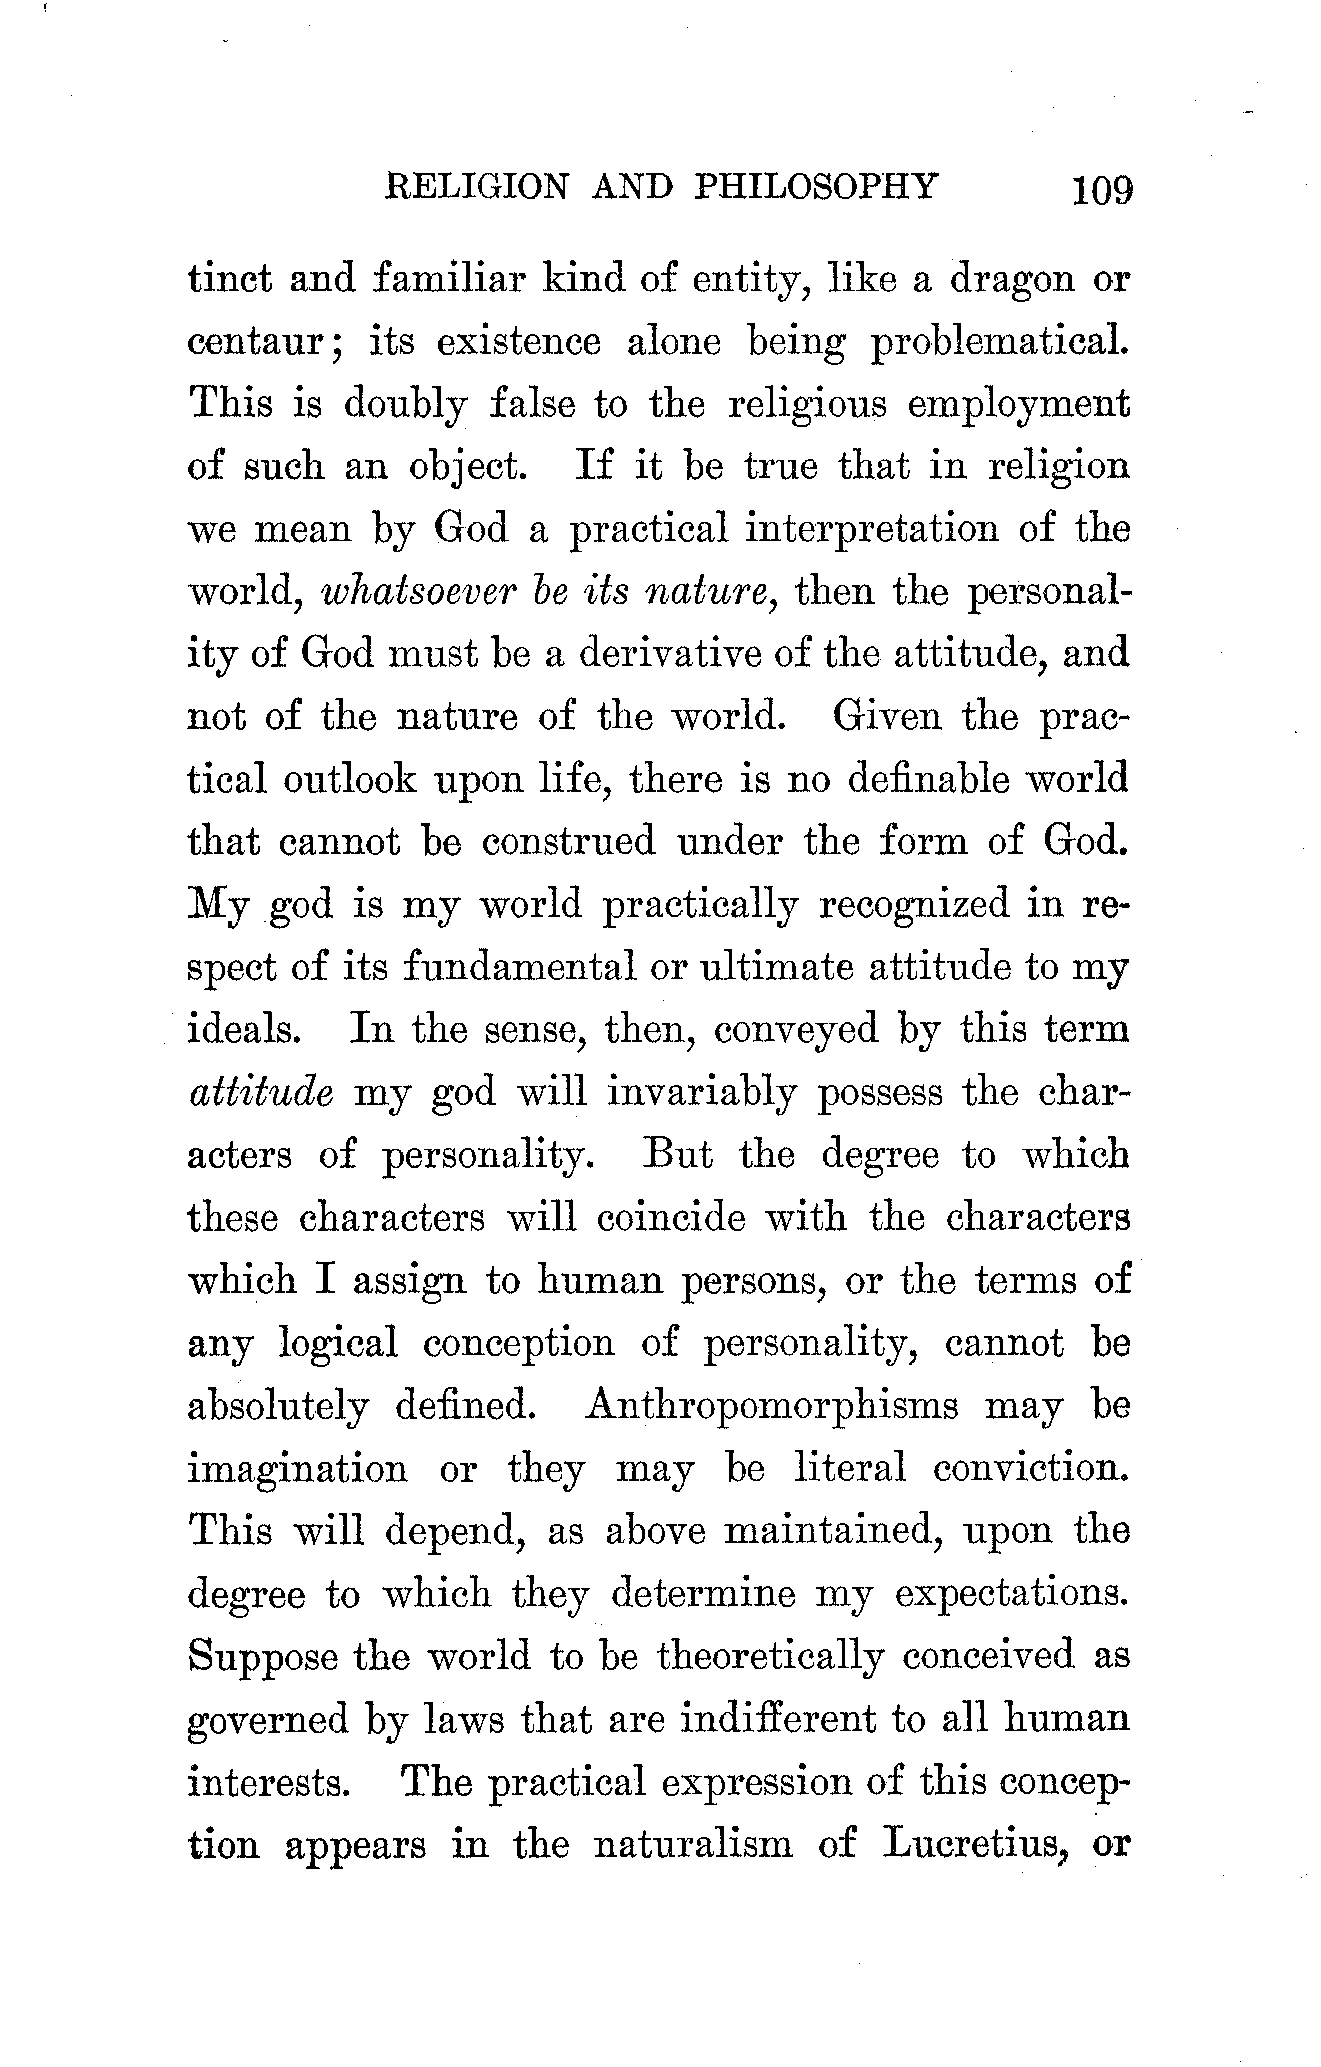 RELIGION AND PHILOSOPHY 109
tinct and familiar kind of entity, like a dragon or
centaur; its existence alone being problematical.
This is doubly false to the religious employment
of such an object. If it be true that in religion
we mean by God a practical interpretation of the
world, whatsoever be its nature, then the personal-
ity of God must be a derivative of the attitude, and
not of the nature of the world. Given the prac-
tical outlook upon life, there is no definable world
that cannot be construed under the form of God.
My god is my world practically recognized in re-
spect of its fundamental or ultimate attitude to my
ideals. In the sense, then, conveyed by this term
attitude my god will invariably possess the char-
acters of personality. But the degree to which
these characters will coincide with the characters
which I assign to human persons, or the terms of
any logical conception of personality, cannot be
absolutely defined. Anthropomorphisms may be
imagination or they may be literal conviction.
This will depend, as above maintained, upon the
degree to which they determine my expectations.
Suppose the world to be theoretically conceived as
governed by laws that are indifferent to all human
interests. The practical expression of this concep-
tion appears in the naturalism of Lucretius, or